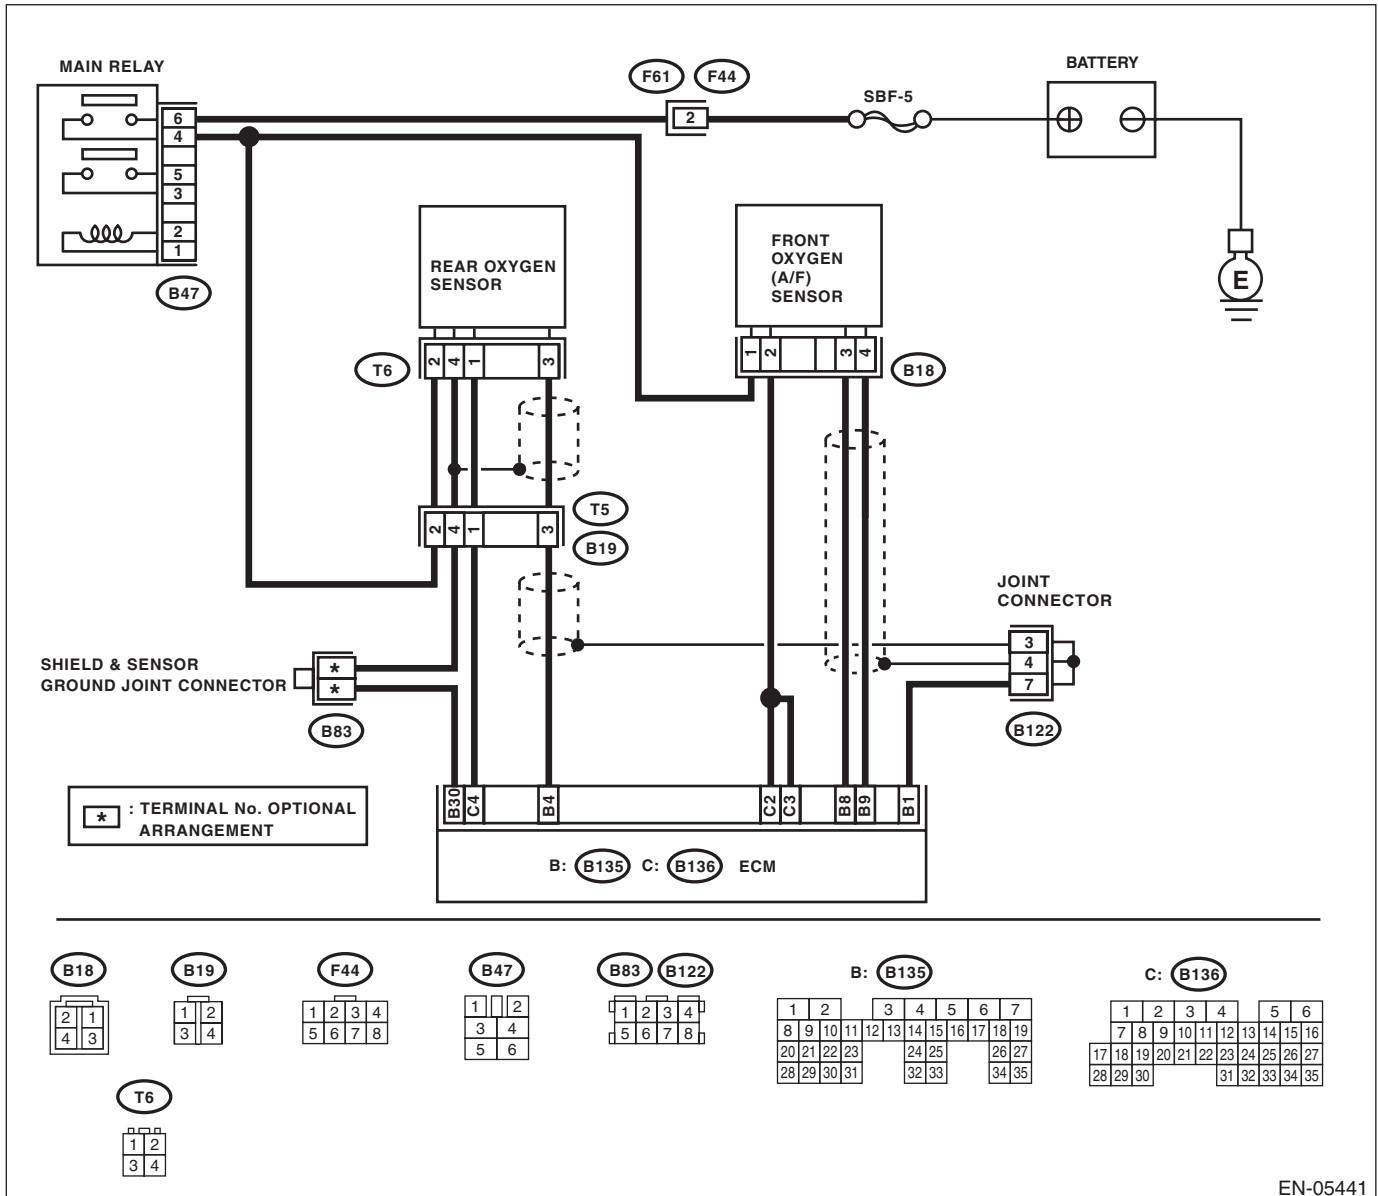 MAIN RELAY
6
4
5
3
2
1
B47
F61 F44
2
SBF-5
BATTERY
E
REAR OXYGEN
SENSOR
2 4 1 3
T6
FRONT
OXYGEN
(A/F)
SENSOR
1 2 3 4
B18
2 4 1 3
T5
B19
JOINT
CONNECTOR
3
4
7
B122
SHIELD & SENSOR
GROUND JOINT CONNECTOR
*
*
B83
* : TERMINAL No. OPTIONAL
ARRANGEMENT
B30 C4 B4 C2 C3 B8 B9 B1
B: B135 C: B136 ECM
B18
2 1
4 3
B19
1 2
3 4
F44
1 2 3 4
5 6 7 8
B47
1 2
3 4
5 6
B83 B122
1 2 3 4
5 6 7 8
B: B135
1 2 3 4 5 6 7
8 9 10 11 12 13 14 15 16 17 18 19
20 21 22 23 24 25 26 27
28 29 30 31 32 33 34 35
C: B136
1 2 3 4 5 6
7 8 9 10 11 12 13 14 15 16
17 18 19 20 21 22 23 24 25 26 27
28 29 30 31 32 33 34 35
T6
1 2
3 4
EN-05441